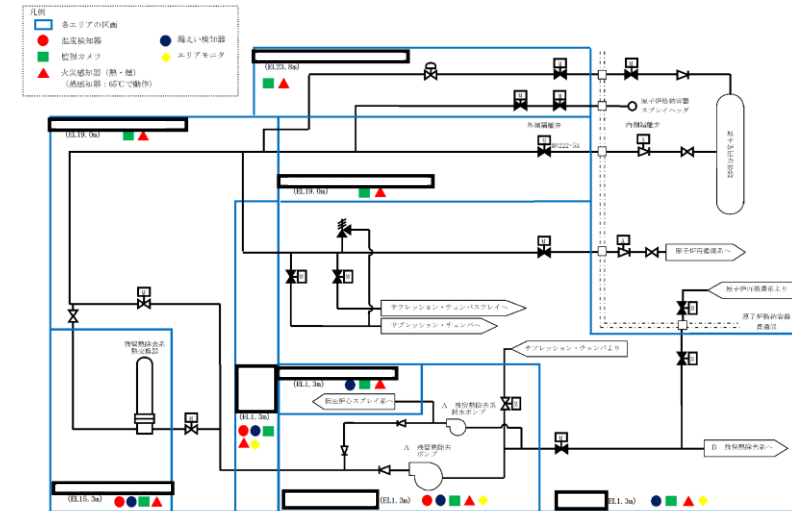 凡例
各エリアの区画
温度検知器
漏えい検知器
監視カメラ
エリアモニタ
火災感知器（熱・煙）
（熱感知器：65℃で動作）
(EL23.8m)
原子炉格納容器
スプレイヘッダ
(EL19.0m)
外側隔離弁
内側隔離弁
MV222-5A
原子炉圧力容器
(EL19.0m)
原子炉再循環系へ
サプレッション・チェンバスプレイへ
サプレッション・チェンバへ
原子炉再循環系より
原子炉格納容器
貫通部
残留熱除去系
熱交換器
サプレッション・チェンバより
(EL1.3m)
低圧炉心スプレイ系へ
A 残留熱除去系
封水ポンプ
(EL1.3m)
A 残留熱除去
ポンプ
B 残留熱除去系へ
(EL15.3m)
(EL1.3m)
(EL1.3m)